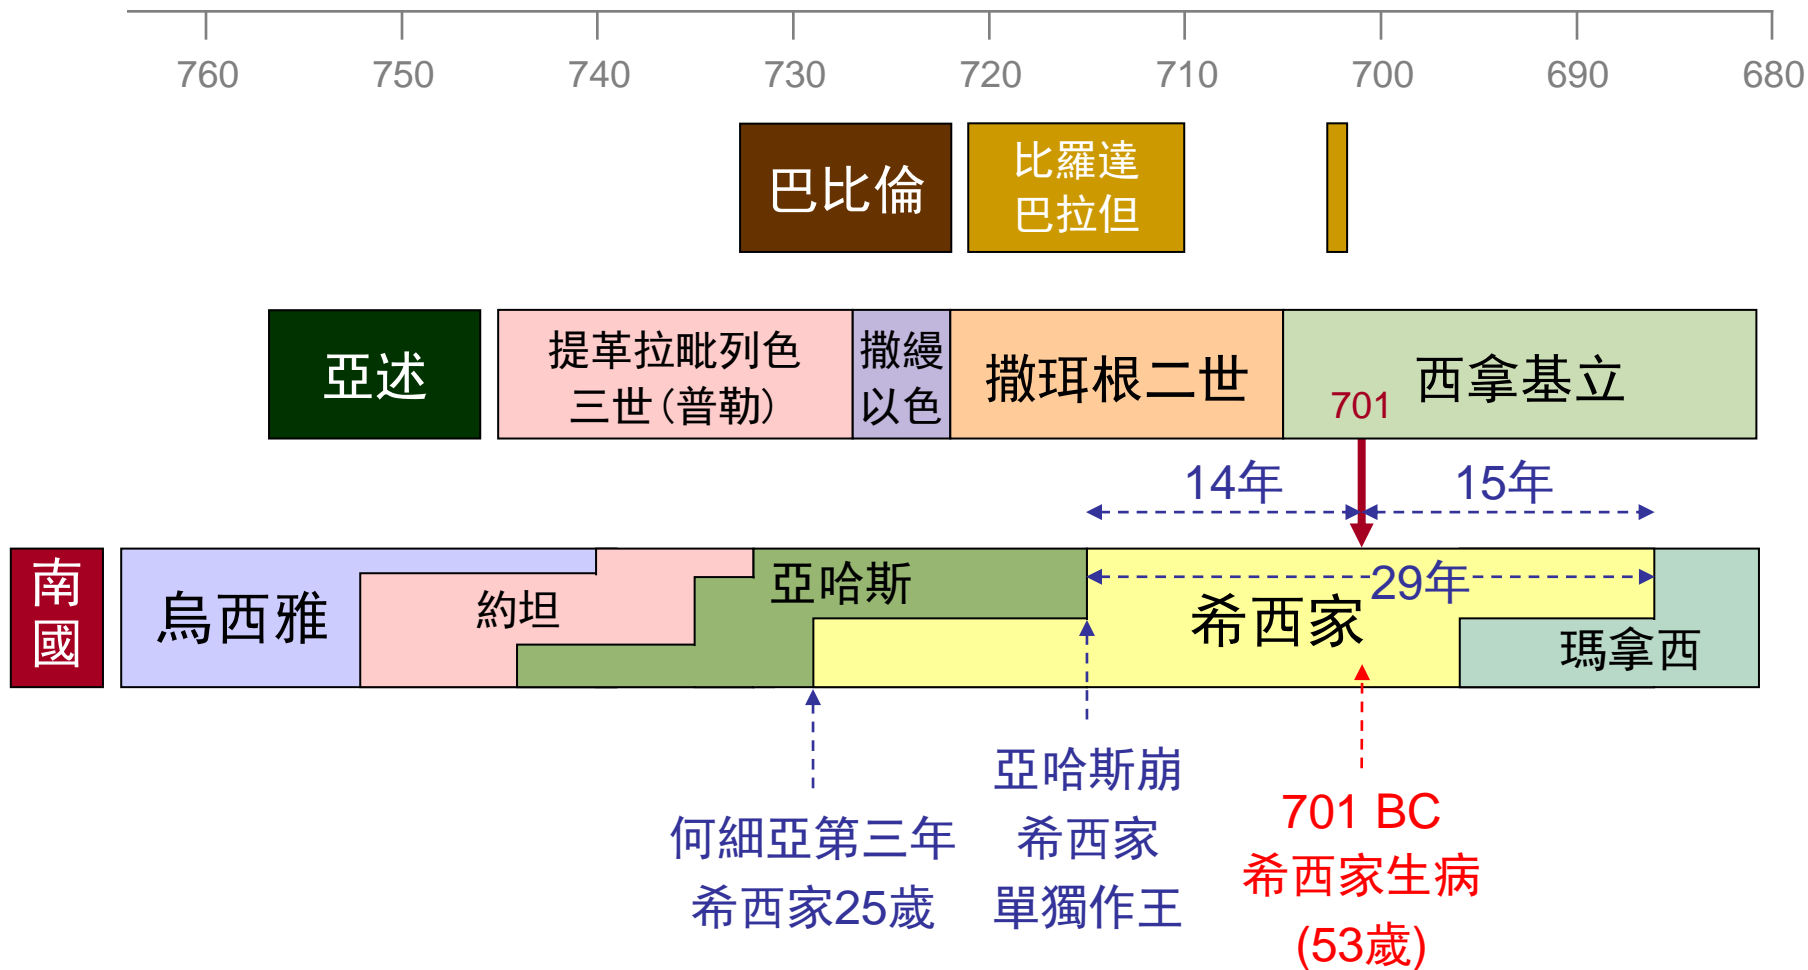 760 750 740 730 720 710 700 690 680
巴比倫
比羅達
巴拉但
亞述
提革拉毗列色
三世(普勒)
撒縵
以色
撒珥根二世
西拿基立
701
14年
15年
南
國
烏西雅
約坦
亞哈斯
希西家
29年
瑪拿西
何細亞第三年
希西家25歲
亞哈斯崩
希西家
單獨作王
701 BC
希西家生病
(53歲)